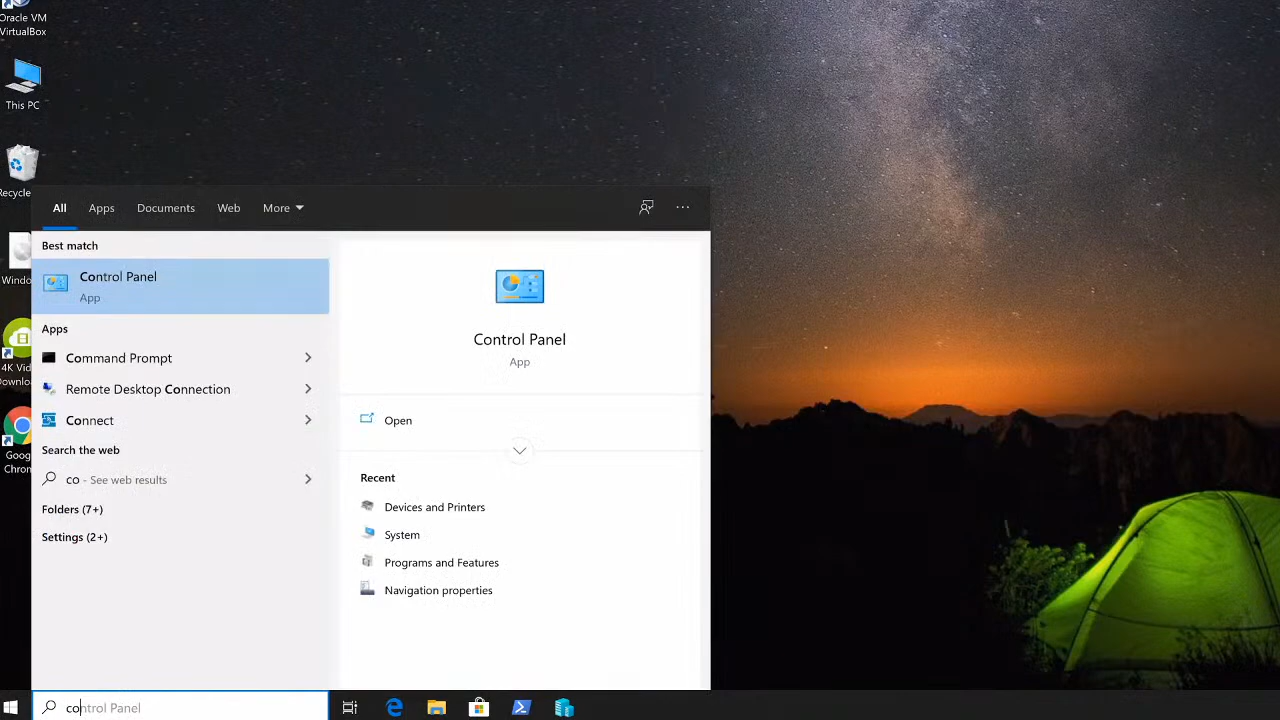 Oracle VM
VirtualBox
This PC
Recycle
Windo
4K Vid
Downloa
Goog
Chron
All
Apps
Documents
Web
More
Best match
Control Panel
App
Apps
Command Prompt
Remote Desktop Connection
Connect
Search the web
co - See web results
Folders (7+)
Settings (2+)
Control Panel
App
Open
Recent
Devices and Printers
System
Programs and Features
Navigation properties
control Panel